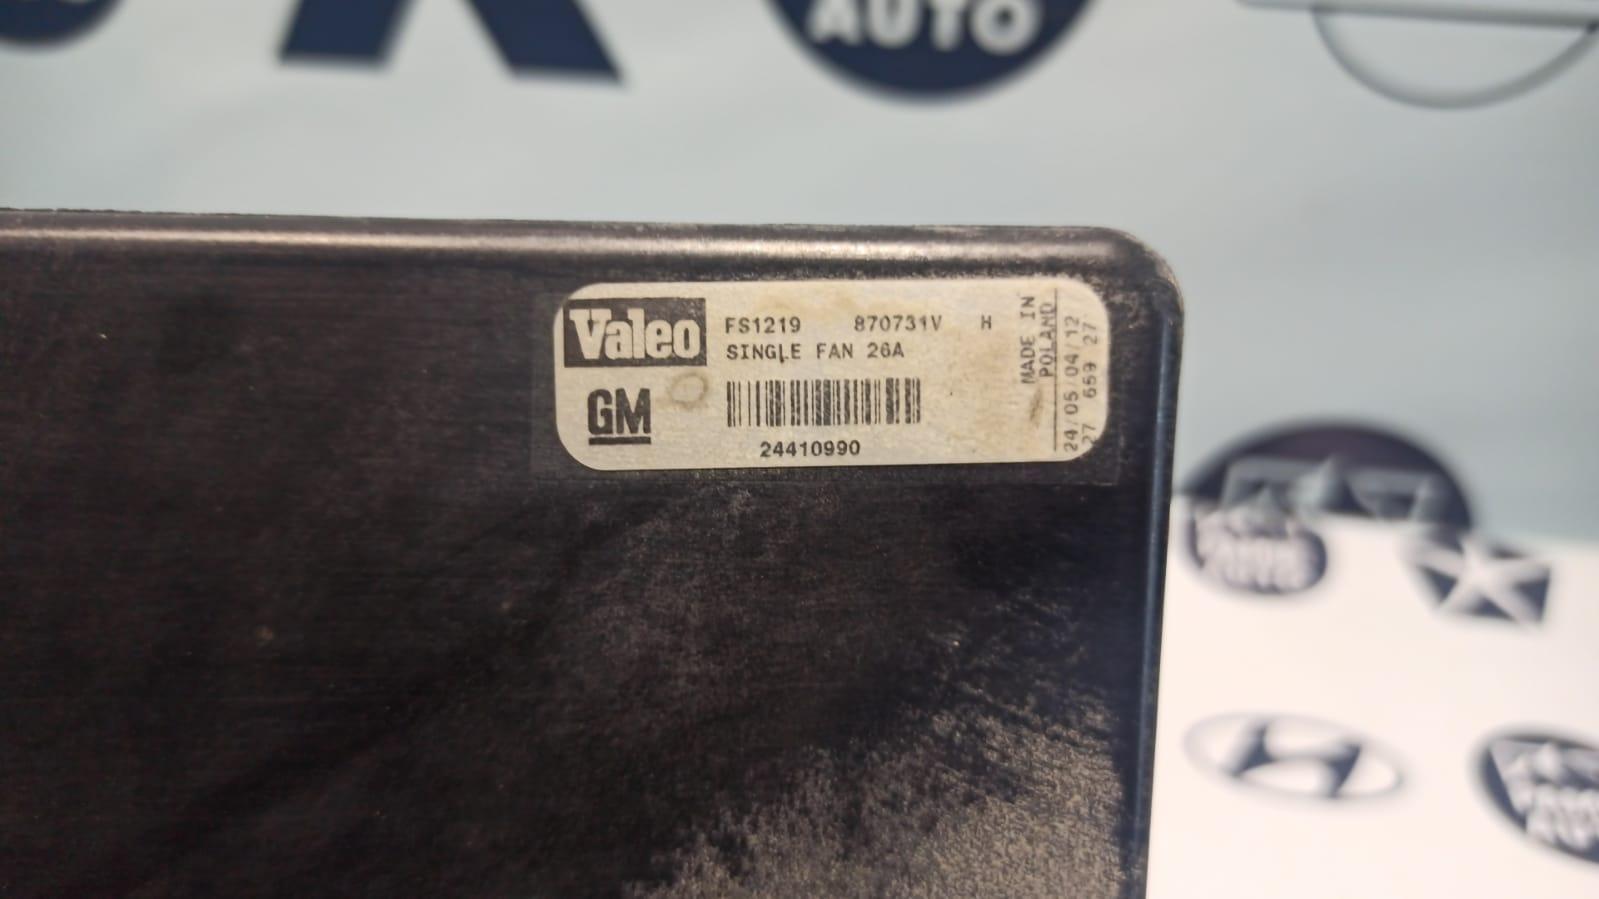 AUTO
Valeo
FS1219 870731V H
SINGLE FAN 26A
GM
24410990
MADE IN
POLAND
24/05/04/12
27 659 27